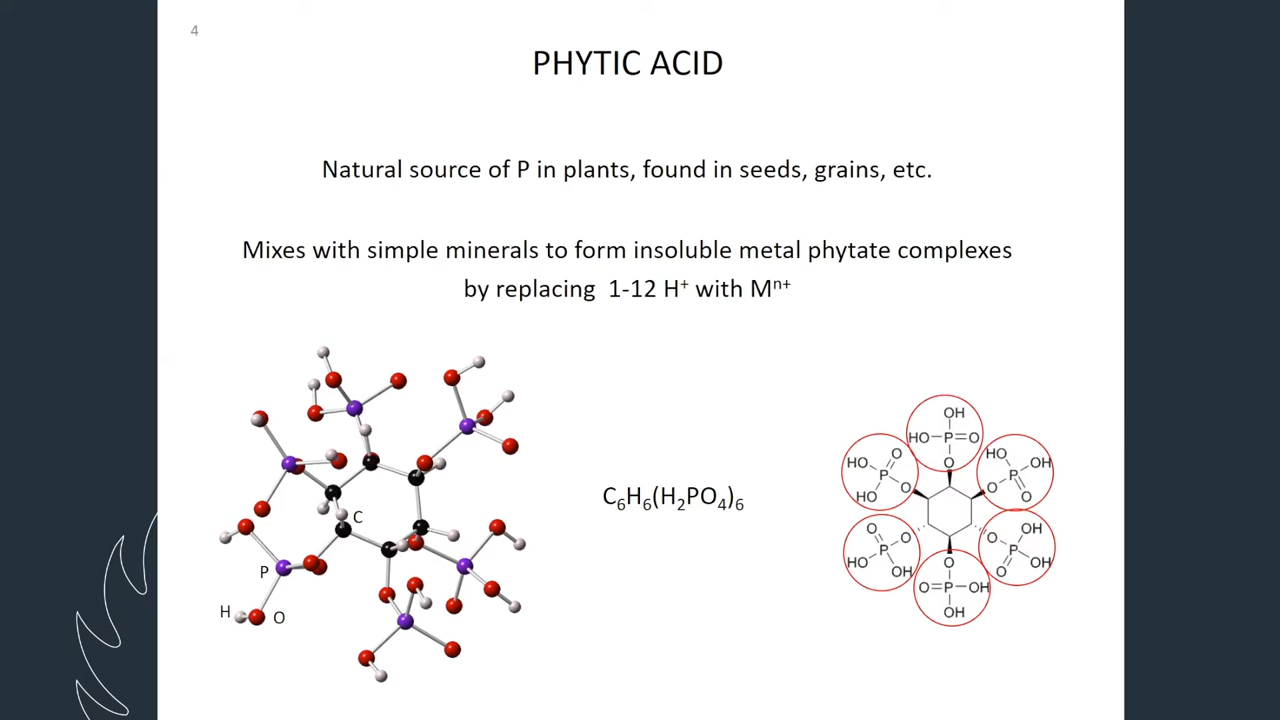 4
PHYTIC ACID
Natural source of P in plants, found in seeds, grains, etc.
Mixes with simple minerals to form insoluble metal phytate complexes
by replacing 1-12 H⁺ with Mⁿ⁺
C
P
H
O
C₆H₆(H₂PO₄)₆
OH
HO P O
O
HO O
P
HO O
HO
P OH
O O
O O
P
HO OH
O OH
P
O
O
O P OH
OH